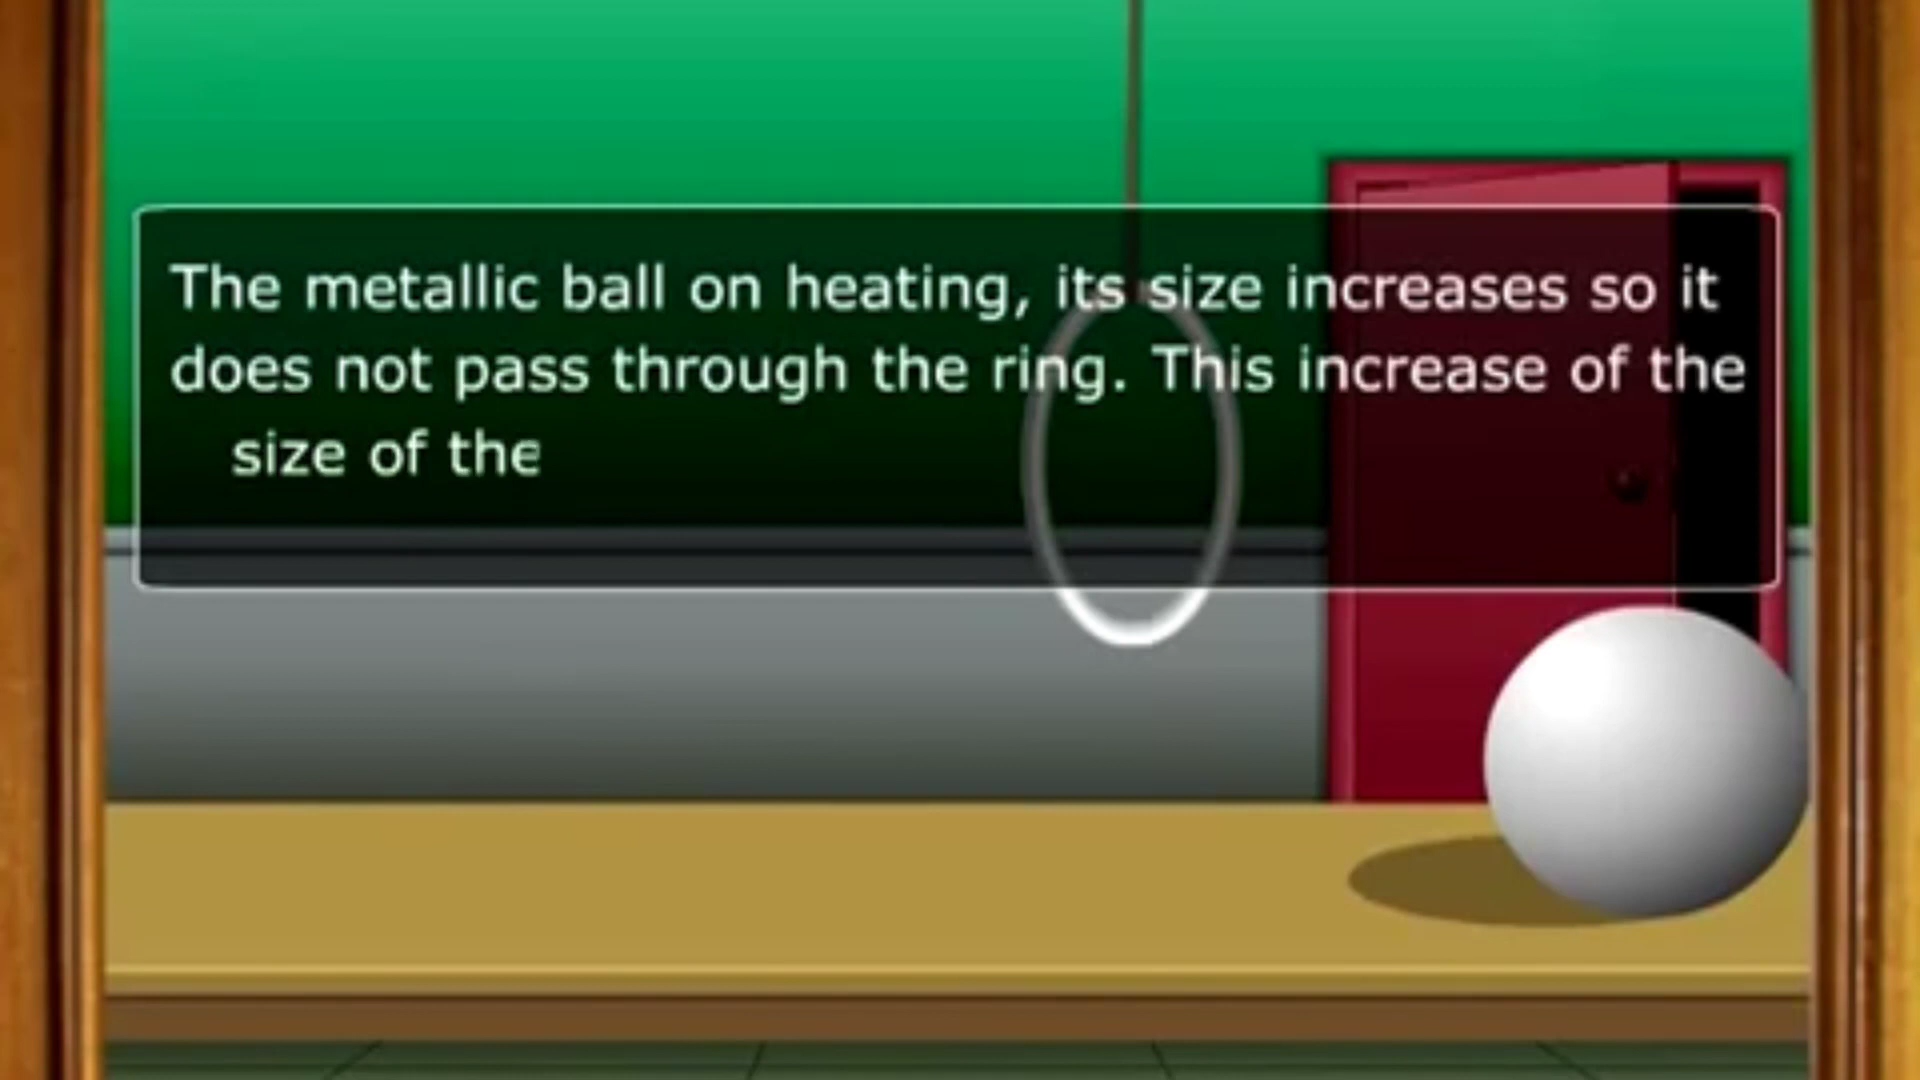 The metallic ball on heating, its size increases so it
does not pass through the ring. This increase of the
size of the